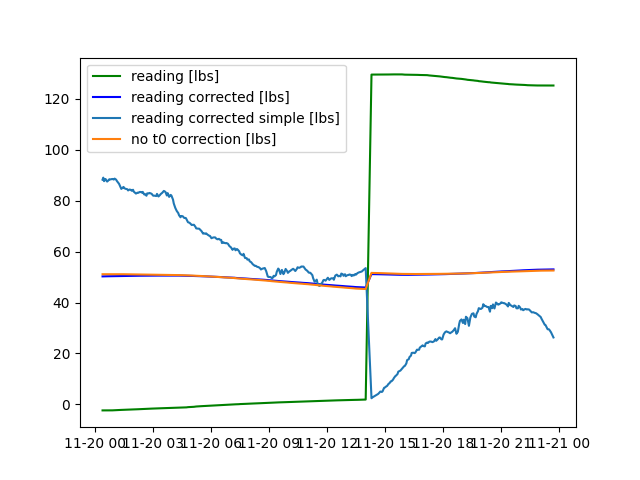 reading [lbs]
reading corrected [lbs]
reading corrected simple [lbs]
no t0 correction [lbs]
120
100
80
60
40
20
0
11-20 00 11-20 03 11-20 06 11-20 09 11-20 12 11-20 15 11-20 18 11-20 21 11-21 00